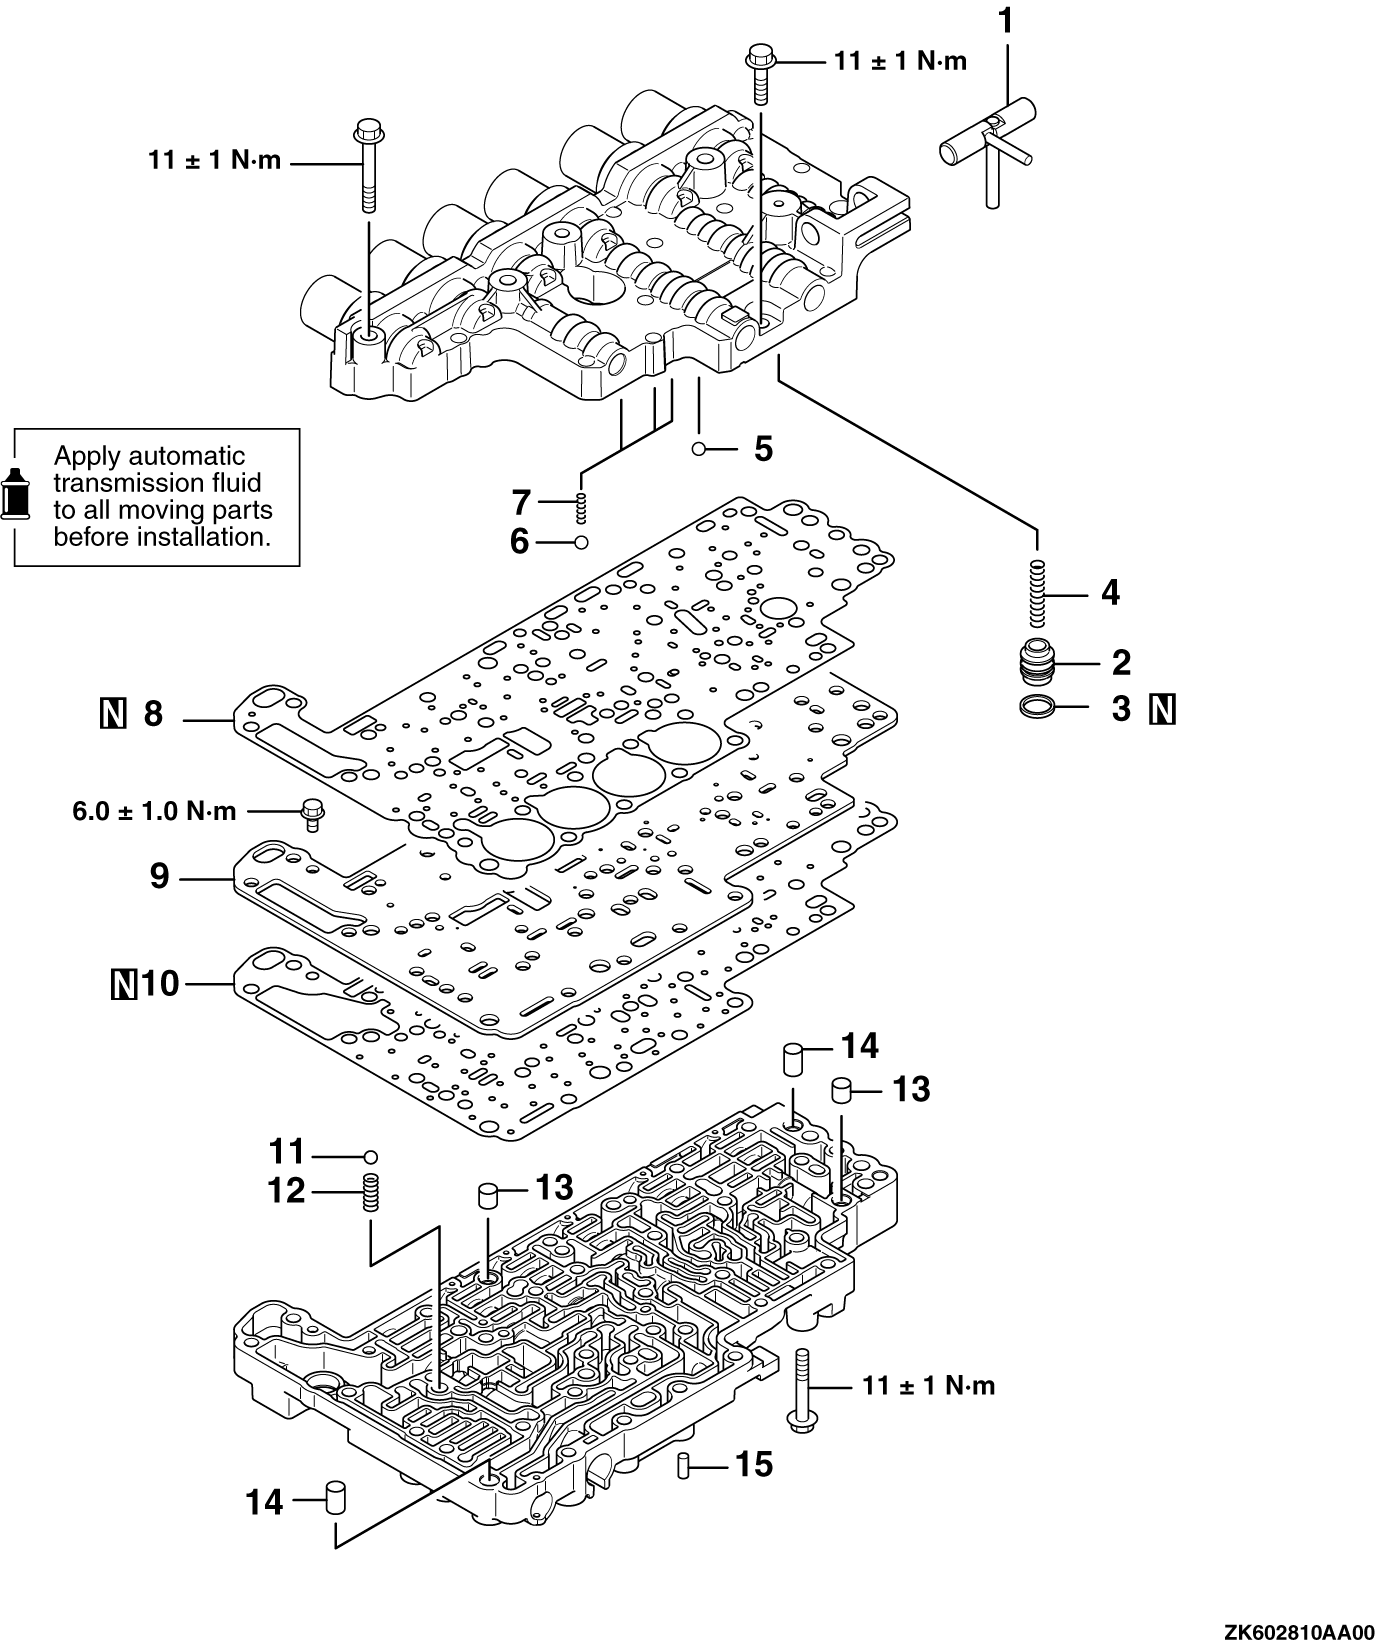 1
11 ± 1 N·m
11 ± 1 N·m
5
Apply automatic
transmission fluid
to all moving parts
before installation.
7
6
4
2
3 N
N 8
6.0 ± 1.0 N·m
9
N 10
14
13
11
12
13
11 ± 1 N·m
15
14
ZK602810AA00